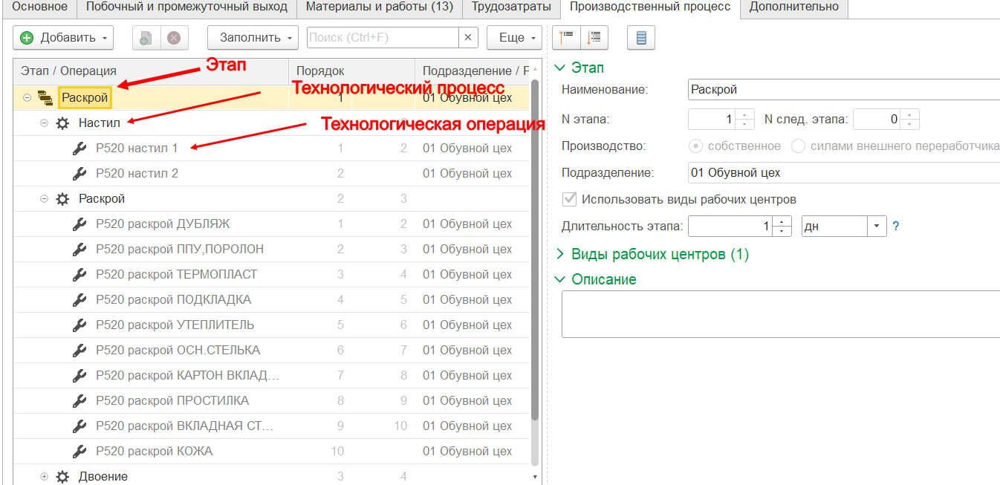 Основное Побочный и промежуточный выход Материалы и работы (13) Трудозатраты Производственный процесс Дополнительно
Добавить Заполнить Поиск (Ctrl+F) × Еще
Этап / Операция Порядок Подразделение / Р
Этап
Раскрой 1 01 Обувной цех
Технологический процесс
Настил
Технологическая операция
Р520 настил 1 1 2 01 Обувной цех
Р520 настил 2 2 01 Обувной цех
Раскрой 2 3
Р520 раскрой ДУБЛЯЖ 1 2 01 Обувной цех
Р520 раскрой ППУ,ПОРОЛОН 2 3 01 Обувной цех
Р520 раскрой ТЕРМОПЛАСТ 3 4 01 Обувной цех
Р520 раскрой ПОДКЛАДКА 4 5 01 Обувной цех
Р520 раскрой УТЕПЛИТЕЛЬ 5 6 01 Обувной цех
Р520 раскрой ОСН.СТЕЛЬКА 6 7 01 Обувной цех
Р520 раскрой КАРТОН ВКЛАД... 7 8 01 Обувной цех
Р520 раскрой ПРОСТИЛКА 8 9 01 Обувной цех
Р520 раскрой ВКЛАДНАЯ СТ... 9 10 01 Обувной цех
Р520 раскрой КОЖА 10 01 Обувной цех
Двоение 3 4
Этап
Наименование: Раскрой
N этапа: 1 N след. этапа: 0
Производство: собственное силами внешнего переработчика
Подразделение: 01 Обувной цех
Использовать виды рабочих центров
Длительность этапа: 1 дн ?
Виды рабочих центров (1)
Описание